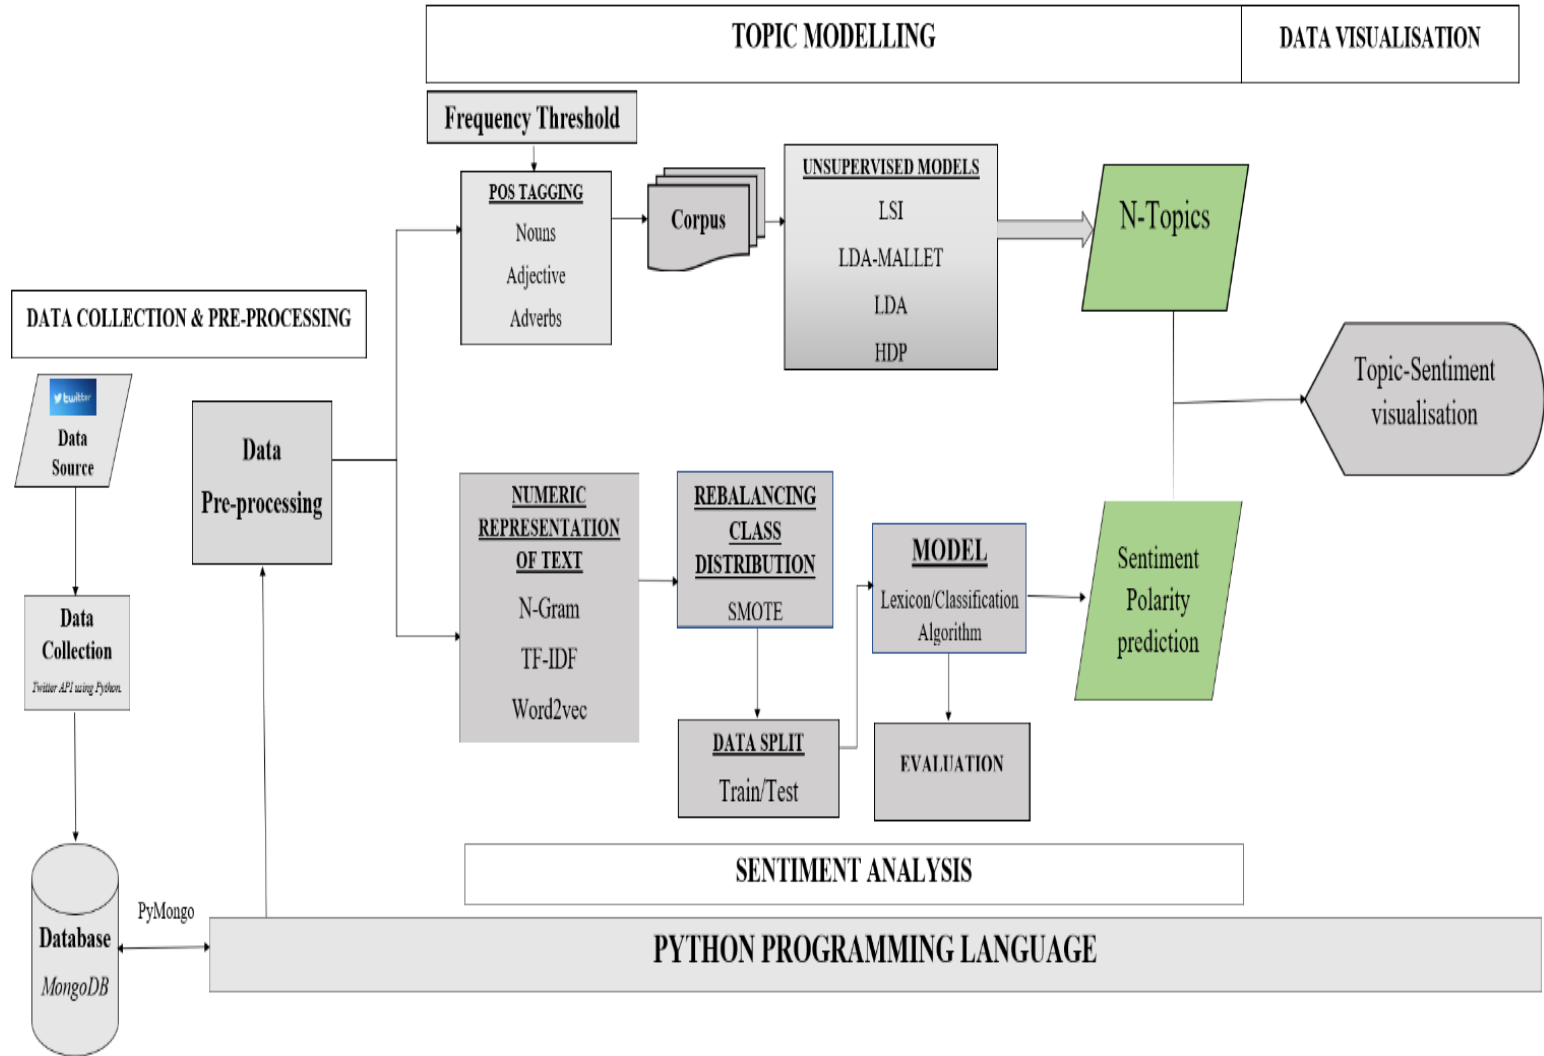 TOPIC MODELLING
DATA VISUALISATION
Frequency Threshold
POS TAGGING
Nouns
Adjective
Adverbs
Corpus
UNSUPERVISED MODELS
LSI
LDA-MALLET
LDA
HDP
N-Topics
DATA COLLECTION & PRE-PROCESSING
twitter
Data
Source
Data
Collection
Twitter API using Python.
Database
MongoDB
PyMongo
Data
Pre-processing
NUMERIC
REPRESENTATION
OF TEXT
N-Gram
TF-IDF
Word2vec
REBALANCING
CLASS
DISTRIBUTION
SMOTE
DATA SPLIT
Train/Test
MODEL
Lexicon/Classification
Algorithm
EVALUATION
Sentiment
Polarity
prediction
Topic-Sentiment
visualisation
SENTIMENT ANALYSIS
PYTHON PROGRAMMING LANGUAGE